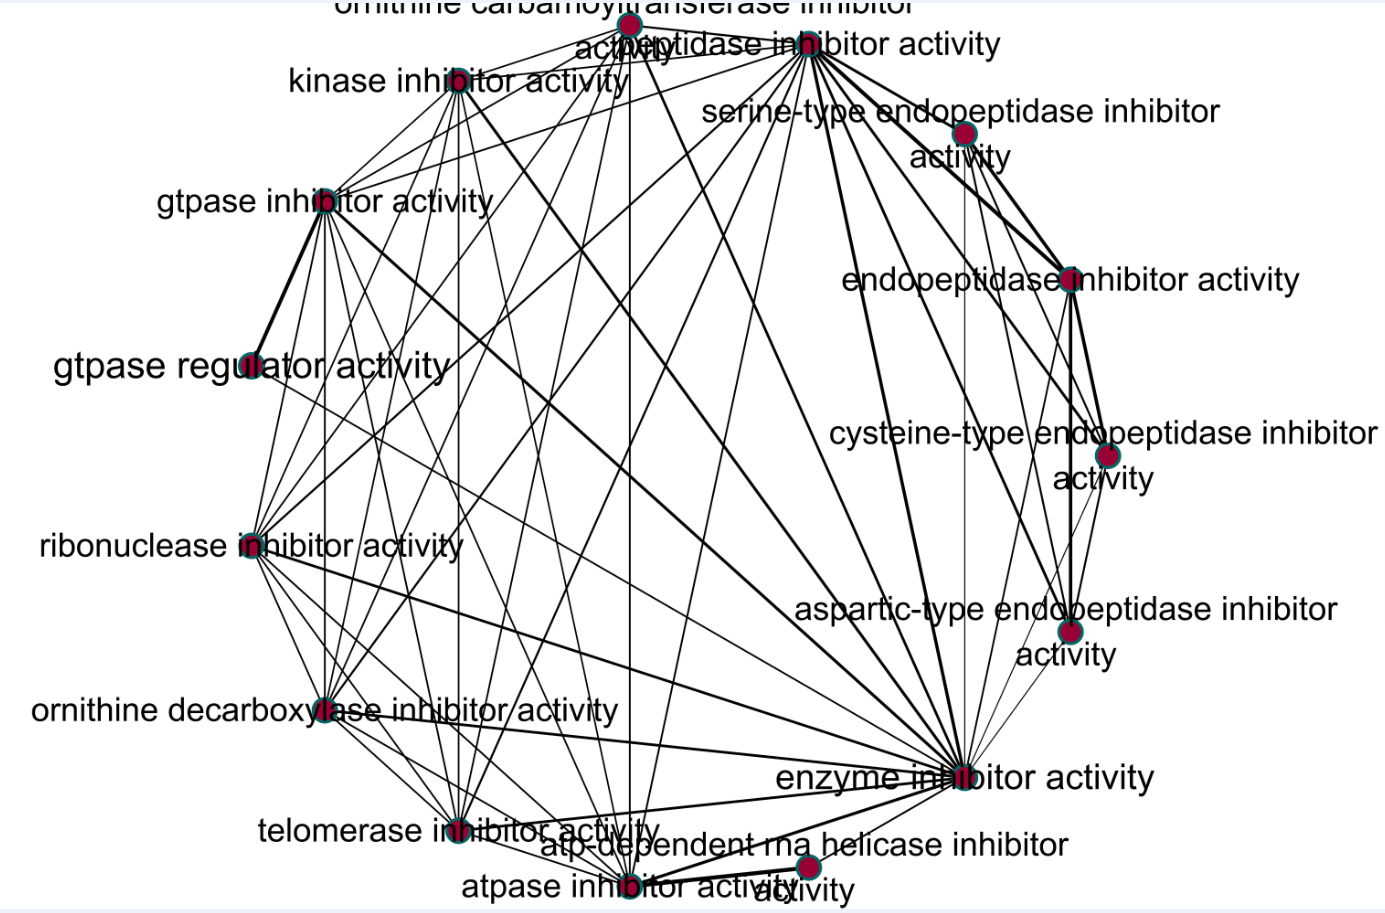 ornithine carbamoyltransferase inhibitor
activity
peptidase inhibitor activity
kinase inhibitor activity
serine-type endopeptidase inhibitor
activity
gtpase inhibitor activity
endopeptidase inhibitor activity
gtpase regulator activity
cysteine-type endopeptidase inhibitor
activity
ribonuclease inhibitor activity
aspartic-type endopeptidase inhibitor
activity
ornithine decarboxylase inhibitor activity
enzyme inhibitor activity
telomerase inhibitor activity
atp-dependent rna helicase inhibitor
activity
atpase inhibitor activity